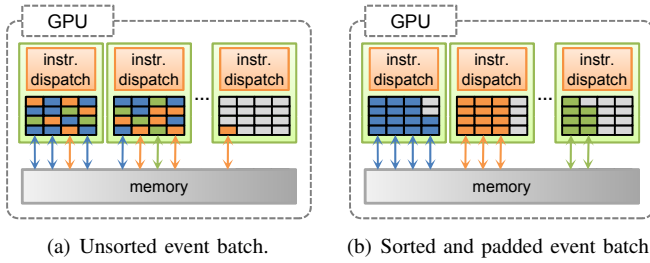 GPU
instr.
dispatch
instr.
dispatch
...
instr.
dispatch
memory
(a) Unsorted event batch.
GPU
instr.
dispatch
instr.
dispatch
...
instr.
dispatch
memory
(b) Sorted and padded event batch